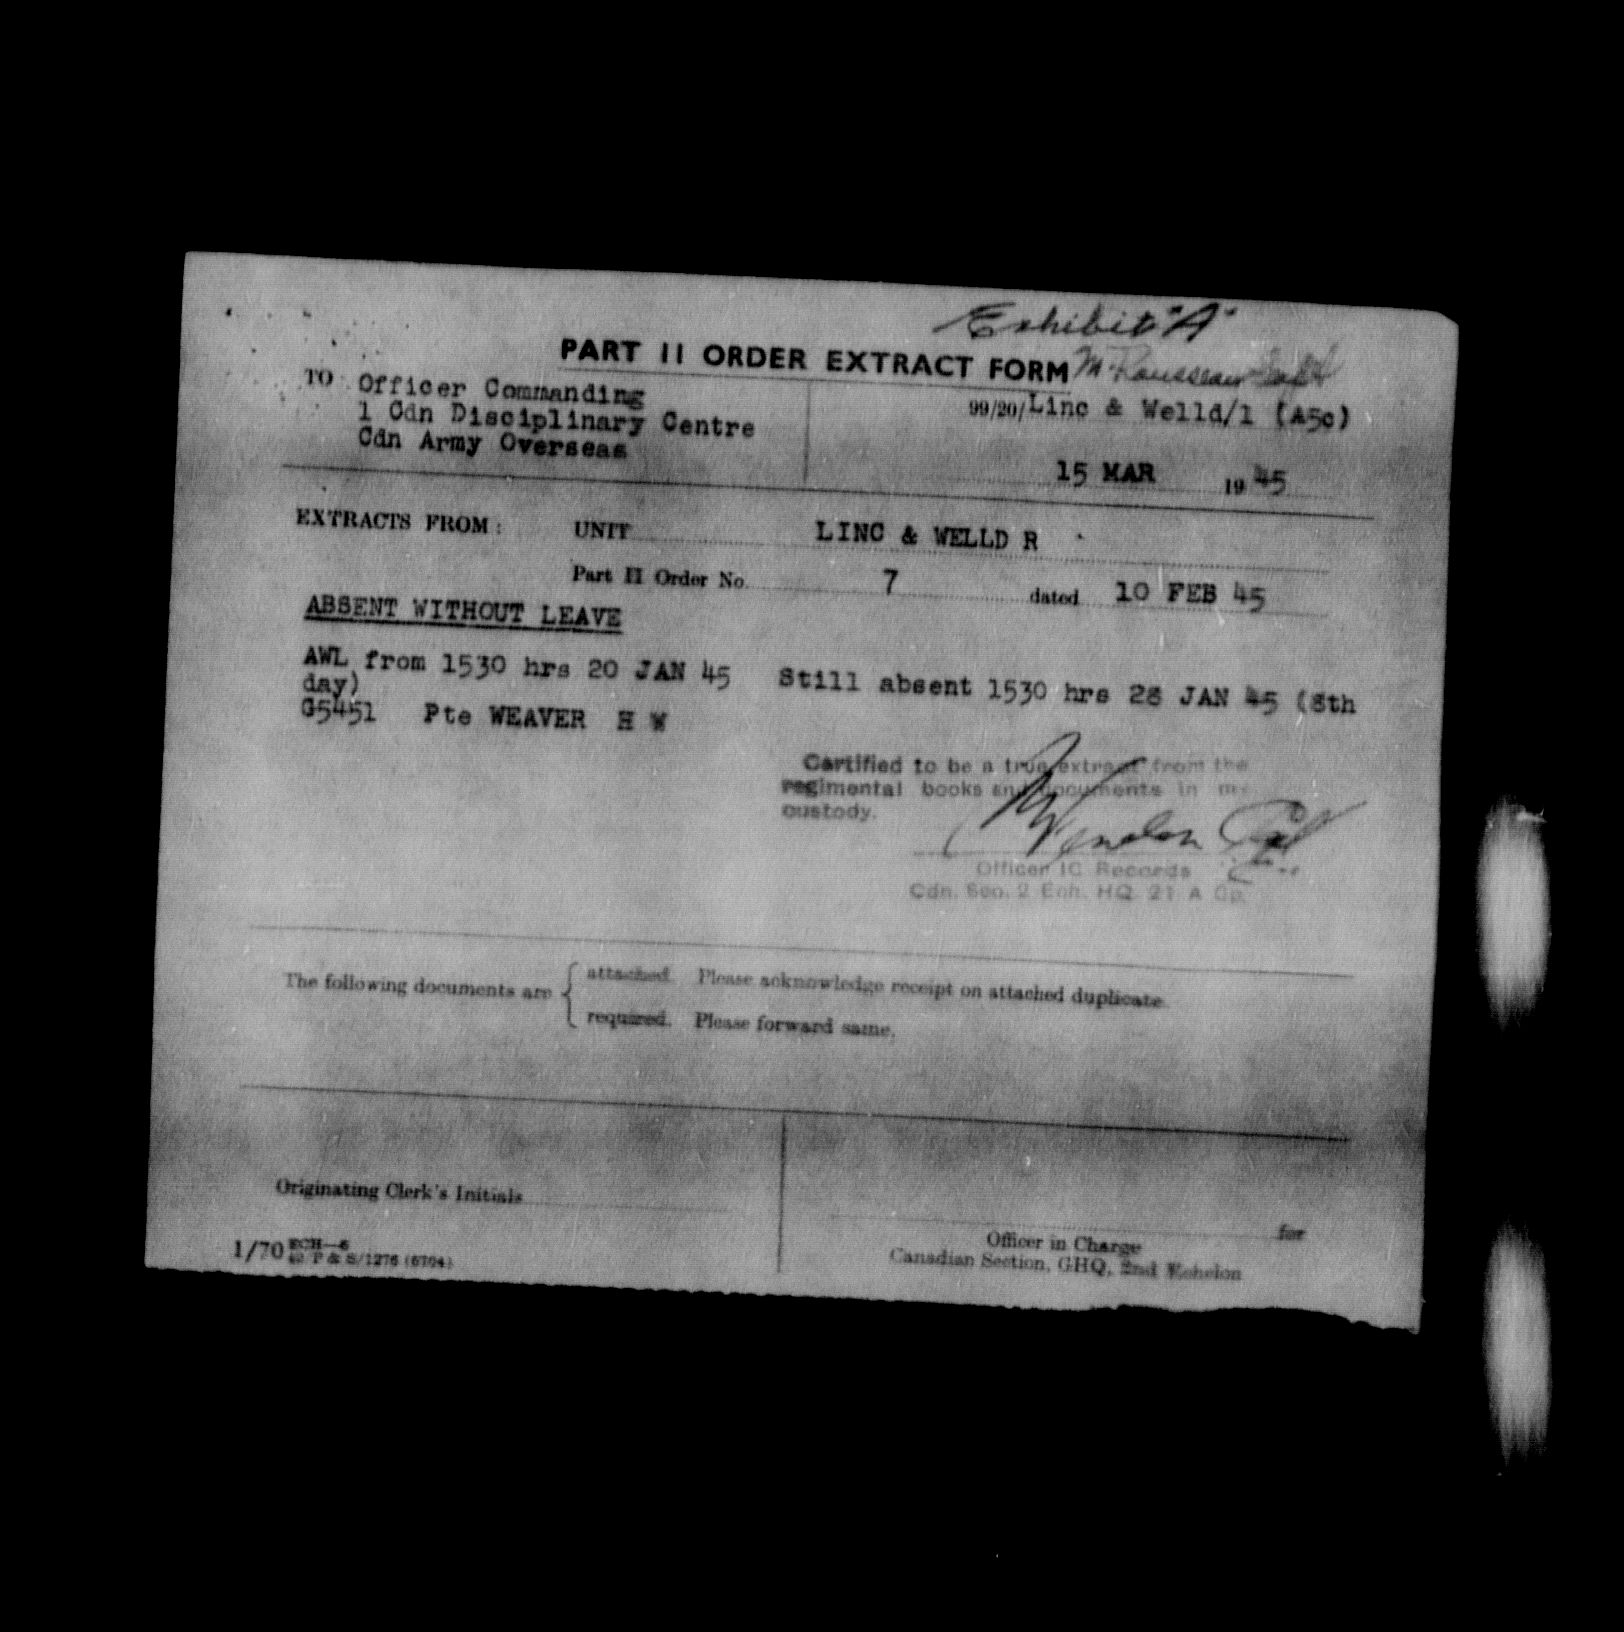 Exhibit "A"
PART II ORDER EXTRACT FORM M. Rousseau
TO Officer Commanding
1 Cdn Disciplinary Centre
Cdn Army Overseas
99/20/Linc & Welld/1 (A5c)
15 MAR 1945
EXTRACTS FROM: UNIT LINC & WELLD R
Part II Order No. 7 dated 10 FEB 45
ABSENT WITHOUT LEAVE
AWL from 1530 hrs 20 JAN 45 Still absent 1530 hrs 28 JAN 45 (8th
day)
G5451 Pte WEAVER H W
Certified to be a true extract from the
regimental books and documents in my
custody.
Officer IC Records
Cdn. Sec. 2 Ech. HQ. 21 A Gp.
The following documents are { attached. Please acknowledge receipt on attached duplicate.
required. Please forward same.
Originating Clerk's Initials
for
Officer in Charge
Canadian Section, GHQ, 2nd Echelon
1/70 ECH—6
P & S/1276 (6704)